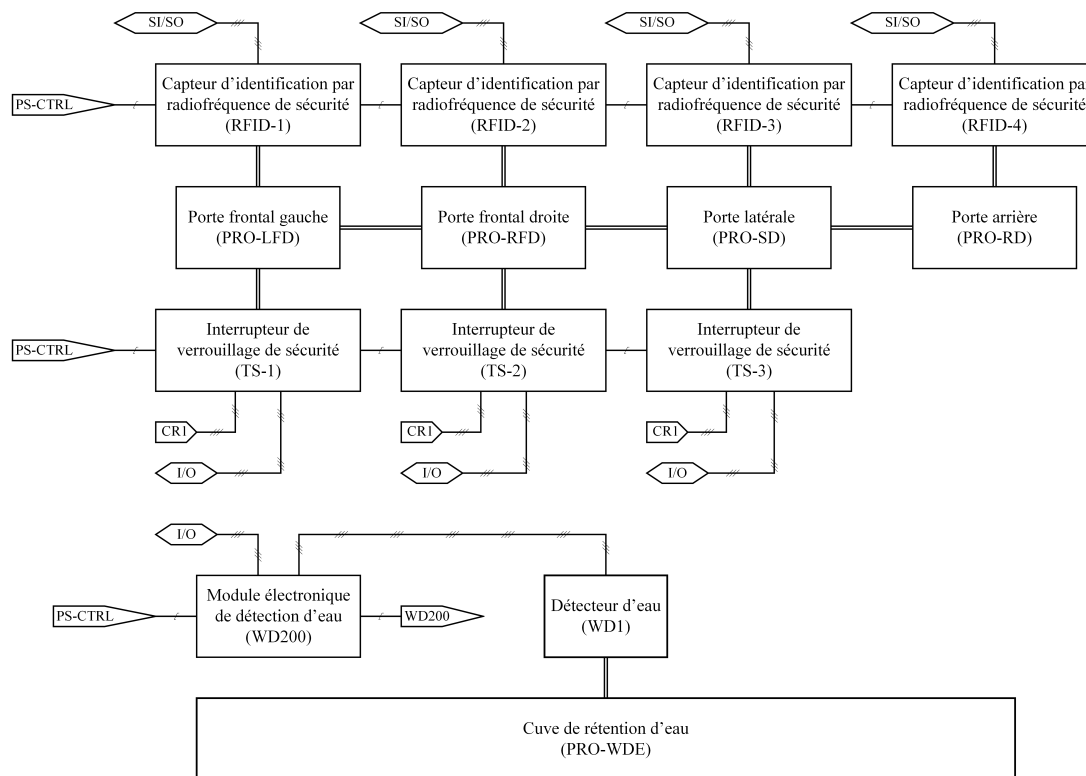 SI/SO
SI/SO
SI/SO
SI/SO
PS-CTRL
Capteur d'identification par
radiofréquence de sécurité
(RFID-1)
Capteur d'identification par
radiofréquence de sécurité
(RFID-2)
Capteur d'identification par
radiofréquence de sécurité
(RFID-3)
Capteur d'identification par
radiofréquence de sécurité
(RFID-4)
Porte frontal gauche
(PRO-LFD)
Porte frontal droite
(PRO-RFD)
Porte latérale
(PRO-SD)
Porte arrière
(PRO-RD)
PS-CTRL
Interrupteur de
verrouillage de sécurité
(TS-1)
Interrupteur de
verrouillage de sécurité
(TS-2)
Interrupteur de
verrouillage de sécurité
(TS-3)
CR1
CR1
CR1
I/O
I/O
I/O
I/O
PS-CTRL
Module électronique
de détection d'eau
(WD200)
WD200
Détecteur d'eau
(WD1)
Cuve de rétention d'eau
(PRO-WDE)